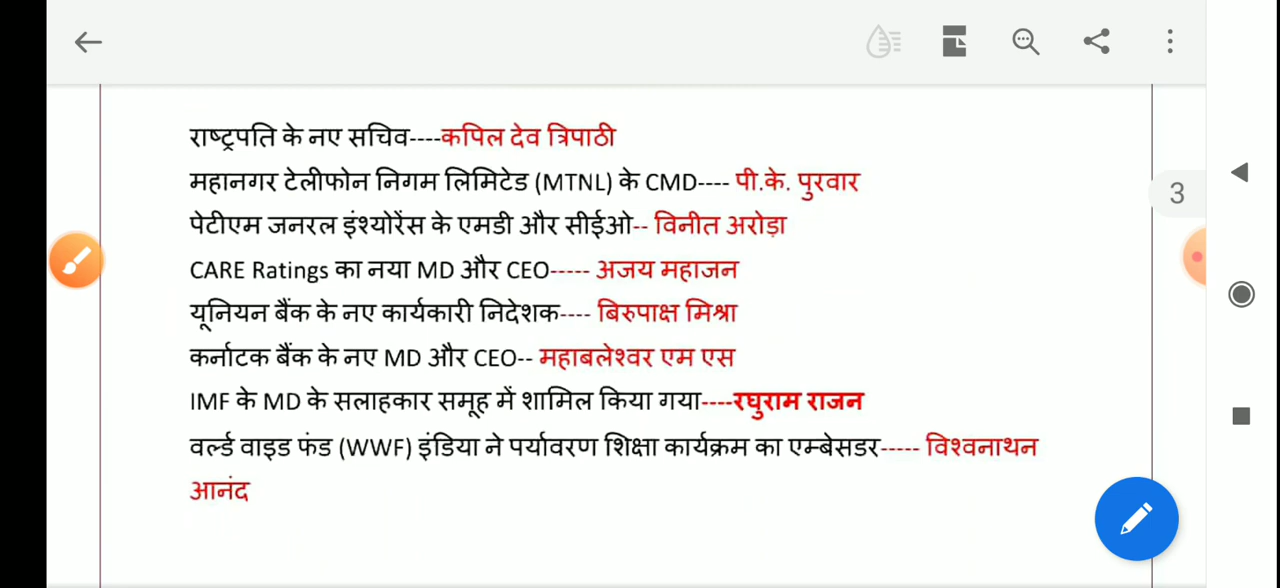 राष्ट्रपति के नए सचिव----कपिल देव त्रिपाठी
महानगर टेलीफोन निगम लिमिटेड (MTNL) के CMD---- पी.के. पुरवार
3
पेटीएम जनरल इंश्योरेंस के एमडी और सीईओ-- विनीत अरोड़ा
CARE Ratings का नया MD और CEO----- अजय महाजन
यूनियन बैंक के नए कार्यकारी निदेशक---- बिरुपाक्ष मिश्रा
कर्नाटक बैंक के नए MD और CEO-- महाबलेश्वर एम एस
IMF के MD के सलाहकार समूह में शामिल किया गया----रघुराम राजन
वर्ल्ड वाइड फंड (WWF) इंडिया ने पर्यावरण शिक्षा कार्यक्रम का एम्बेसडर----- विश्वनाथन
आनंद